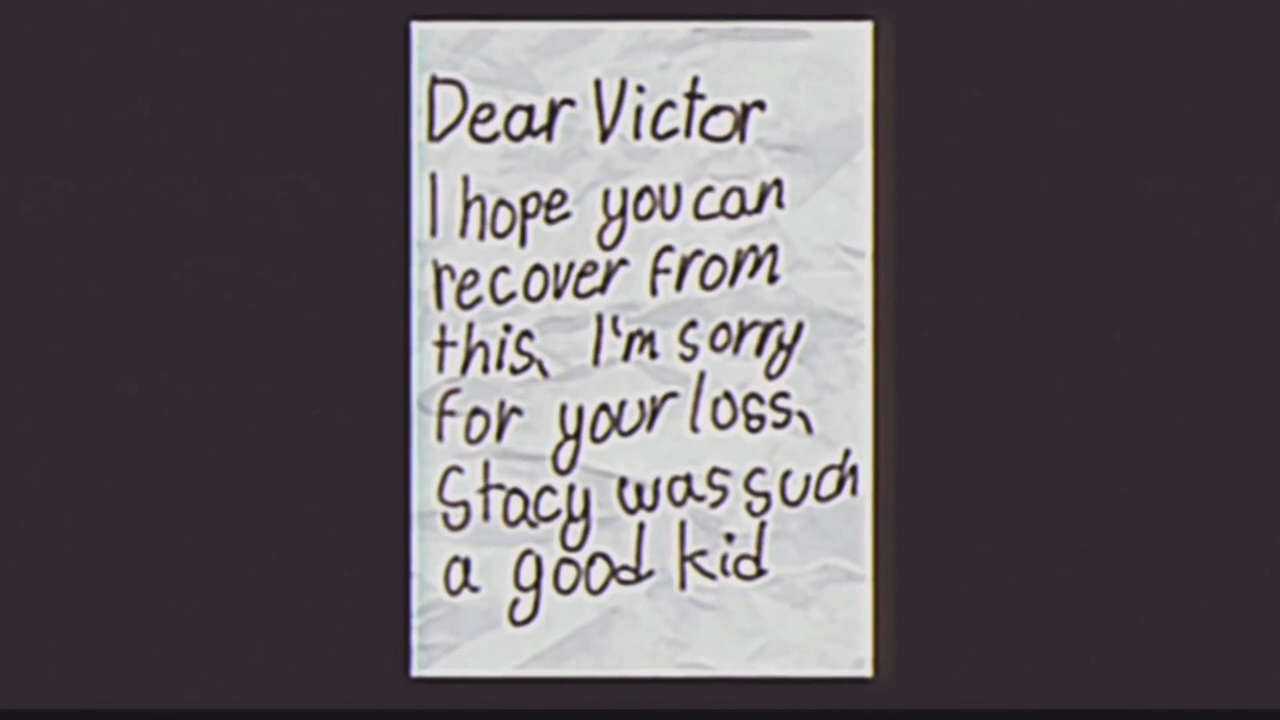 Dear Victor
I hope you can
recover from
this, I'm sorry
for your loss,
Stacy was such
a good kid